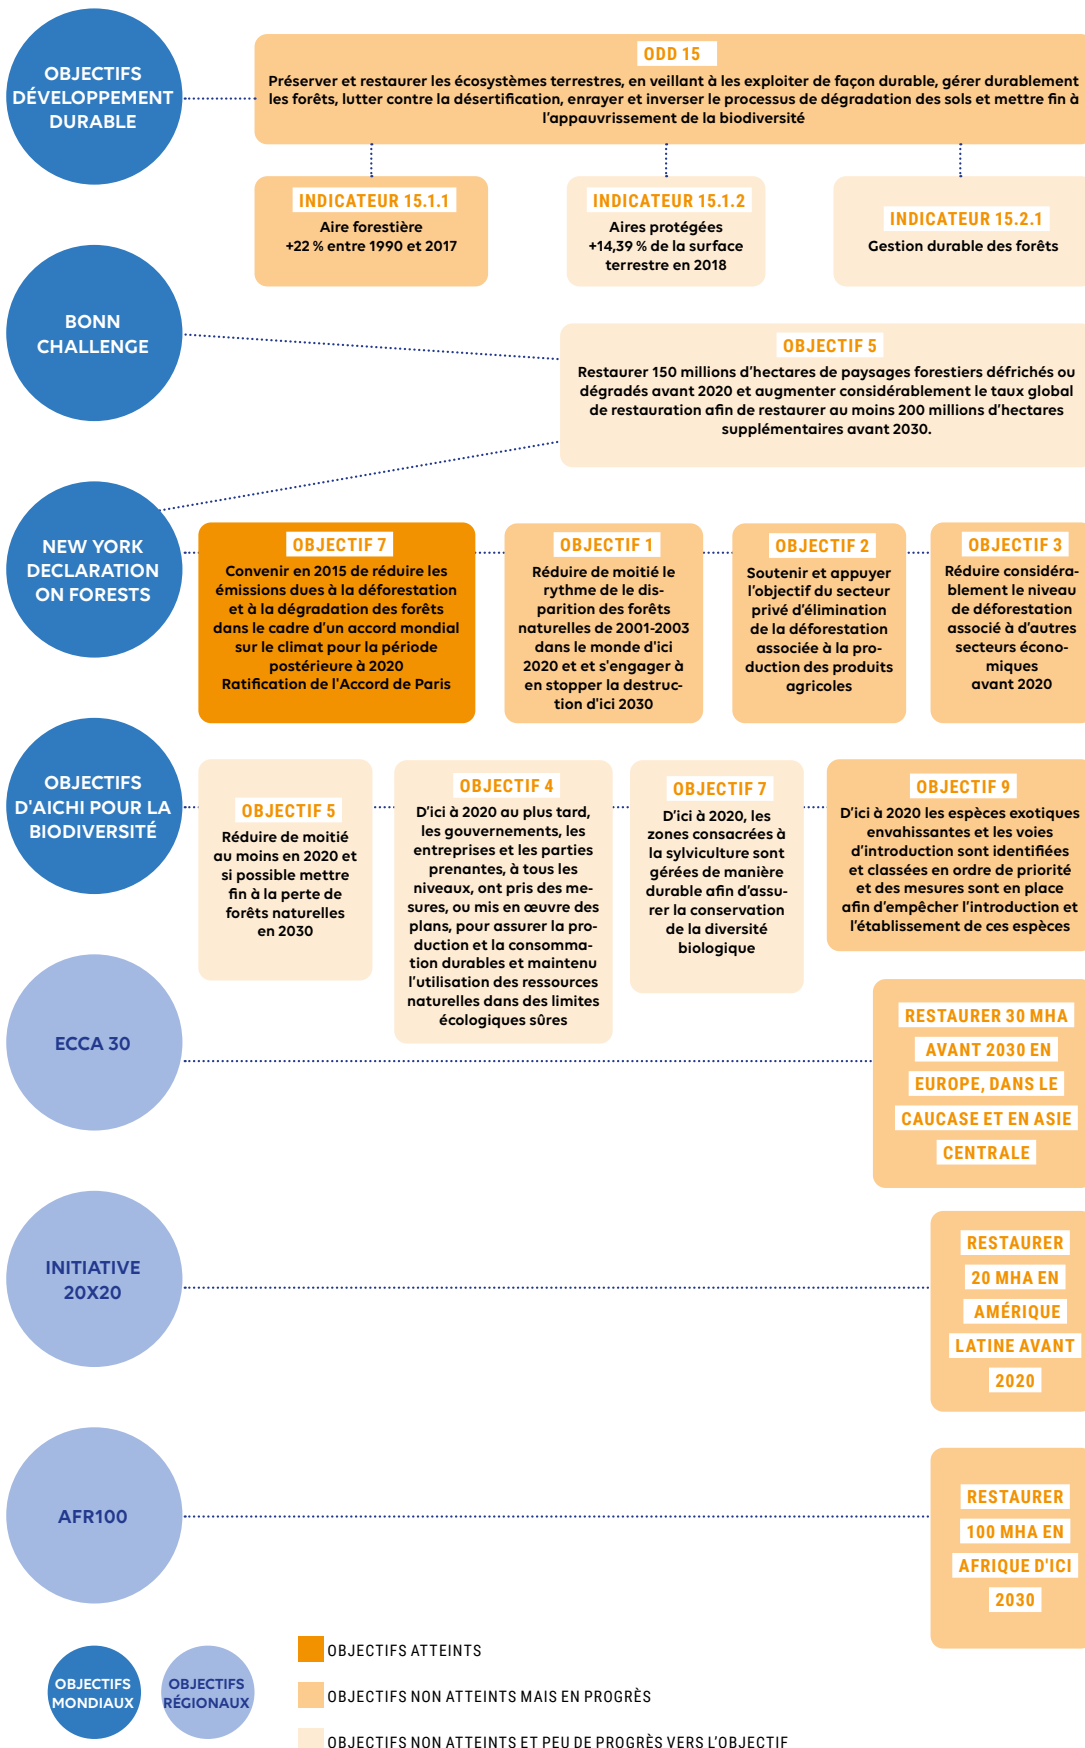 OBJECTIFS
DÉVELOPPEMENT
DURABLE
ODD 15
Préserver et restaurer les écosystèmes terrestres, en veillant à les exploiter de façon durable, gérer durablement
les forêts, lutter contre la désertification, enrayer et inverser le processus de dégradation des sols et mettre fin à
l'appauvrissement de la biodiversité
INDICATEUR 15.1.1
Aire forestière
+22 % entre 1990 et 2017
INDICATEUR 15.1.2
Aires protégées
+14,39 % de la surface
terrestre en 2018
INDICATEUR 15.2.1
Gestion durable des forêts
BONN
CHALLENGE
OBJECTIF 5
Restaurer 150 millions d'hectares de paysages forestiers défrichés ou
dégradés avant 2020 et augmenter considérablement le taux global
de restauration afin de restaurer au moins 200 millions d'hectares
supplémentaires avant 2030.
NEW YORK
DECLARATION
ON FORESTS
OBJECTIF 7
Convenir en 2015 de réduire les
émissions dues à la déforestation
et à la dégradation des forêts
dans le cadre d'un accord mondial
sur le climat pour la période
postérieure à 2020
Ratification de l'Accord de Paris
OBJECTIF 1
Réduire de moitié le
rythme de le dis-
parition des forêts
naturelles de 2001-2003
dans le monde d'ici
2020 et et s'engager à
en stopper la destruc-
tion d'ici 2030
OBJECTIF 2
Soutenir et appuyer
l'objectif du secteur
privé d'élimination
de la déforestation
associée à la pro-
duction des produits
agricoles
OBJECTIF 3
Réduire considéra-
blement le niveau
de déforestation
associé à d'autres
secteurs écono-
miques
avant 2020
OBJECTIFS
D'AICHI POUR LA
BIODIVERSITÉ
OBJECTIF 5
Réduire de moitié
au moins en 2020 et
si possible mettre
fin à la perte de
forêts naturelles
en 2030
OBJECTIF 4
D'ici à 2020 au plus tard,
les gouvernements, les
entreprises et les parties
prenantes, à tous les
niveaux, ont pris des me-
sures, ou mis en œuvre des
plans, pour assurer la pro-
duction et la consomma-
tion durables et maintenu
l'utilisation des ressources
naturelles dans des limites
écologiques sûres
OBJECTIF 7
D'ici à 2020, les
zones consacrées à
la sylviculture sont
gérées de manière
durable afin d'assu-
rer la conservation
de la diversité
biologique
OBJECTIF 9
D'ici à 2020 les espèces exotiques
envahissantes et les voies
d'introduction sont identifiées
et classées en ordre de priorité
et des mesures sont en place
afin d'empêcher l'introduction et
l'établissement de ces espèces
ECCA 30
RESTAURER 30 MHA
AVANT 2030 EN
EUROPE, DANS LE
CAUCASE ET EN ASIE
CENTRALE
INITIATIVE
20X20
RESTAURER
20 MHA EN
AMÉRIQUE
LATINE AVANT
2020
AFR100
RESTAURER
100 MHA EN
AFRIQUE D'ICI
2030
OBJECTIFS
MONDIAUX
OBJECTIFS
RÉGIONAUX
OBJECTIFS ATTEINTS
OBJECTIFS NON ATTEINTS MAIS EN PROGRÈS
OBJECTIFS NON ATTEINTS ET PEU DE PROGRÈS VERS L'OBJECTIF